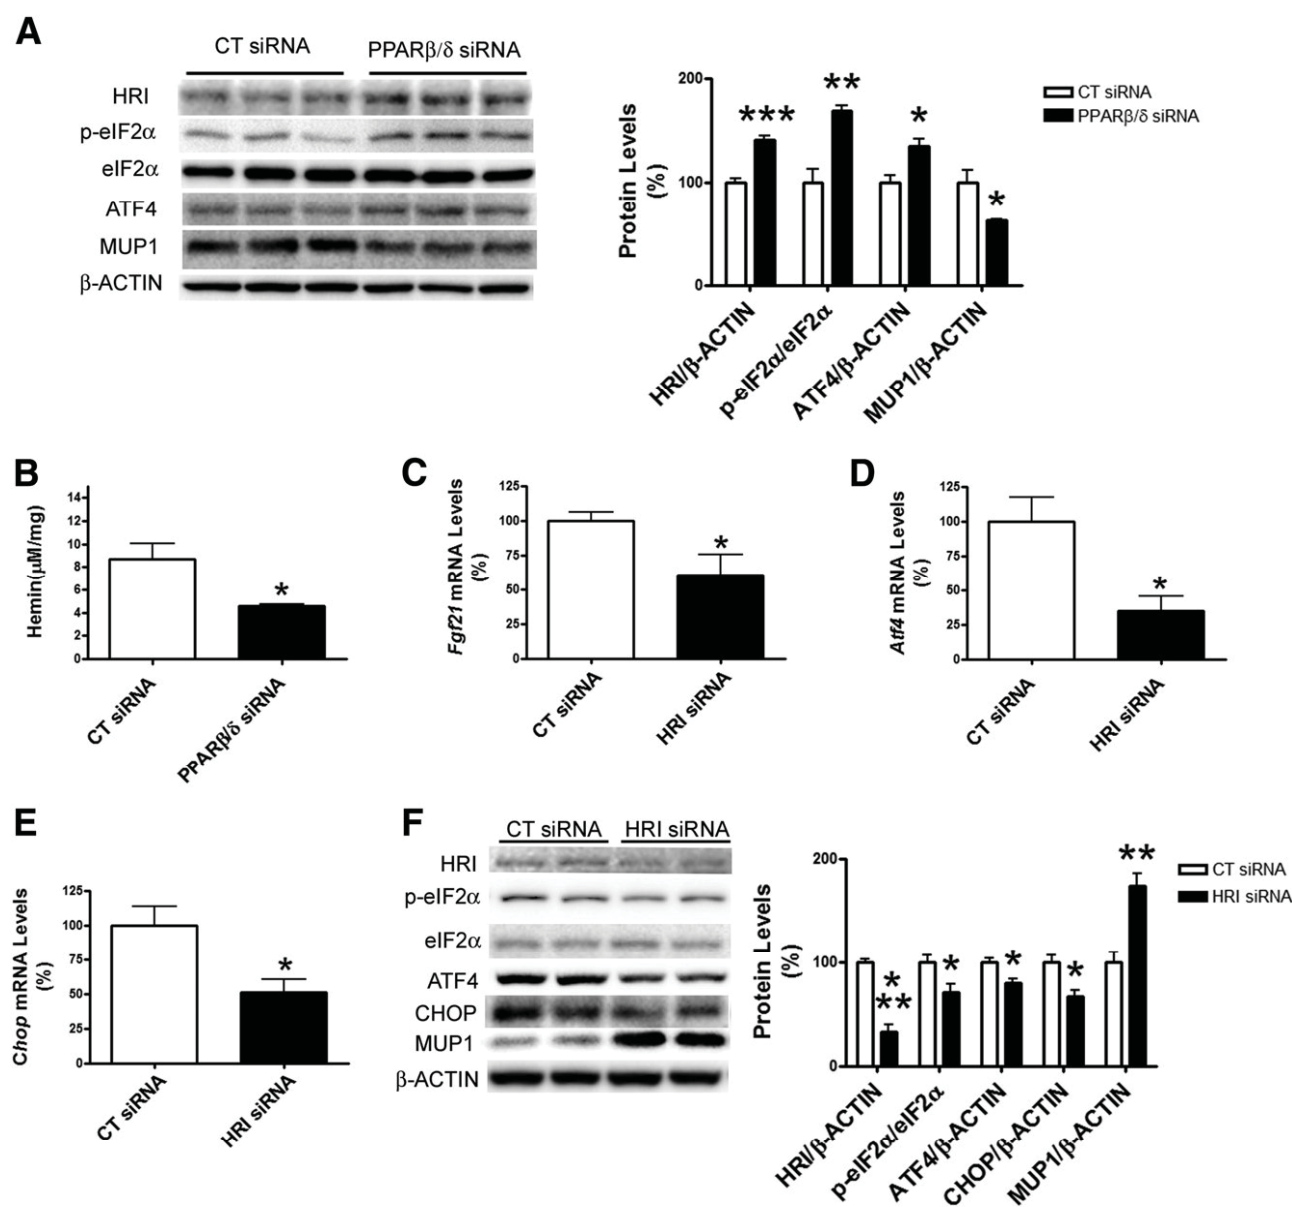 A
CT siRNA
PPARβ/δ siRNA
HRI
p-eIF2α
eIF2α
ATF4
MUP1
β-ACTIN
Protein Levels
(%)
200
100
0
***
**
*
*
HRI/β-ACTIN
p-eIF2α/eIF2α
ATF4/β-ACTIN
MUP1/β-ACTIN
CT siRNA
PPARβ/δ siRNA
B
Hemin(μM/mg)
14
12
10
8
6
4
2
0
*
CT siRNA
PPARβ/δ siRNA
C
Fgf21 mRNA Levels
(%)
125
100
75
50
25
0
*
CT siRNA
HRI siRNA
D
Atf4 mRNA Levels
(%)
125
100
75
50
25
0
*
CT siRNA
HRI siRNA
E
Chop mRNA Levels
(%)
125
100
75
50
25
0
*
CT siRNA
HRI siRNA
F
CT siRNA
HRI siRNA
HRI
p-eIF2α
eIF2α
ATF4
CHOP
MUP1
β-ACTIN
Protein Levels
(%)
200
100
0
*
**
*
*
*
**
HRI/β-ACTIN
p-eIF2α/eIF2α
ATF4/β-ACTIN
CHOP/β-ACTIN
MUP1/β-ACTIN
CT siRNA
HRI siRNA